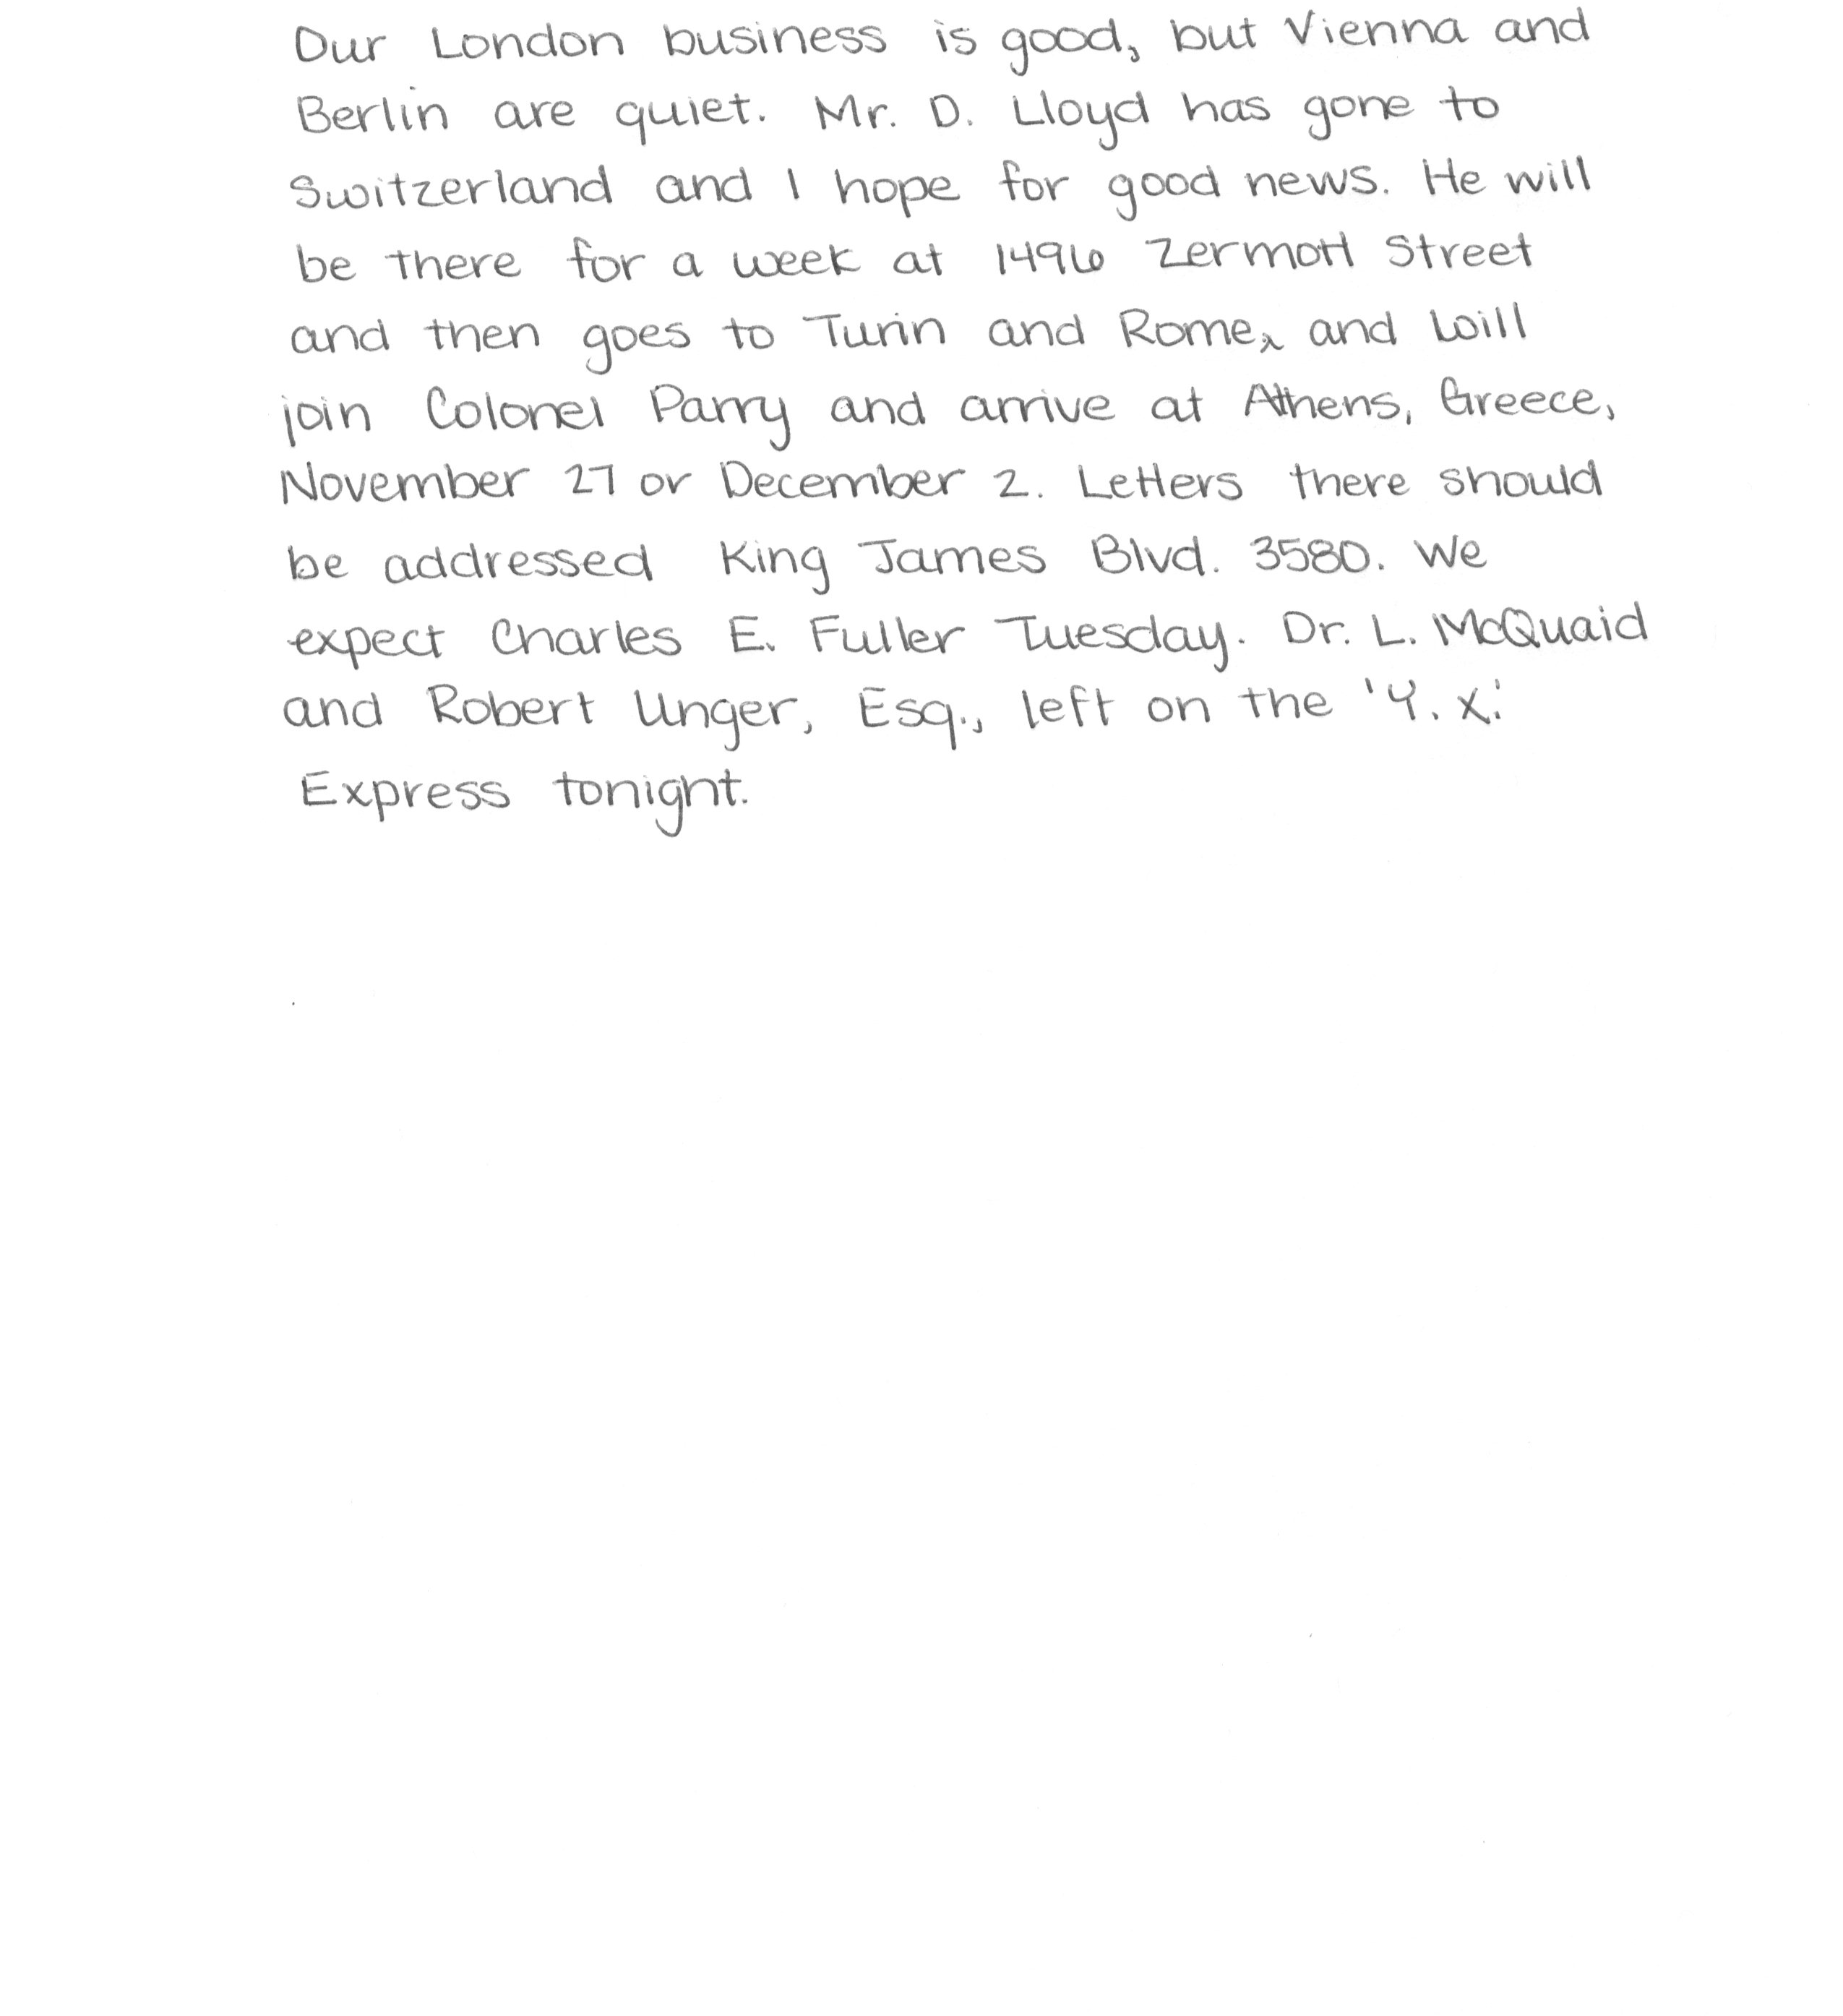 Our London business is good, but Vienna and
Berlin are quiet. Mr. D. Lloyd has gone to
Switzerland and I hope for good news. He will
be there for a week at 1496 Zermott Street
and then goes to Turin and Rome, and will
join Colonel Parry and arrive at Athens, Greece,
November 27 or December 2. Letters there should
be addressed King James Blvd. 3580. We
expect Charles E. Fuller Tuesday. Dr. L. McQuaid
and Robert Unger, Esq., left on the 'Y. X.'
Express tonight.